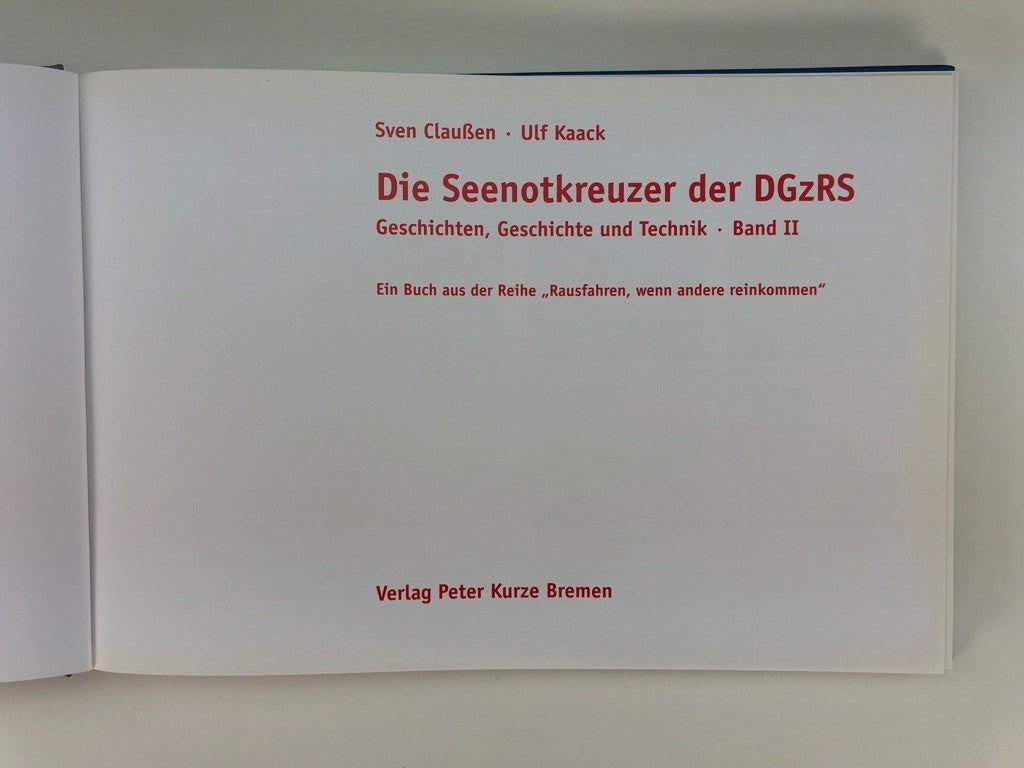 Sven Claußen · Ulf Kaack
Die Seenotkreuzer der DGzRS
Geschichten, Geschichte und Technik · Band II
Ein Buch aus der Reihe „Rausfahren, wenn andere reinkommen“
Verlag Peter Kurze Bremen